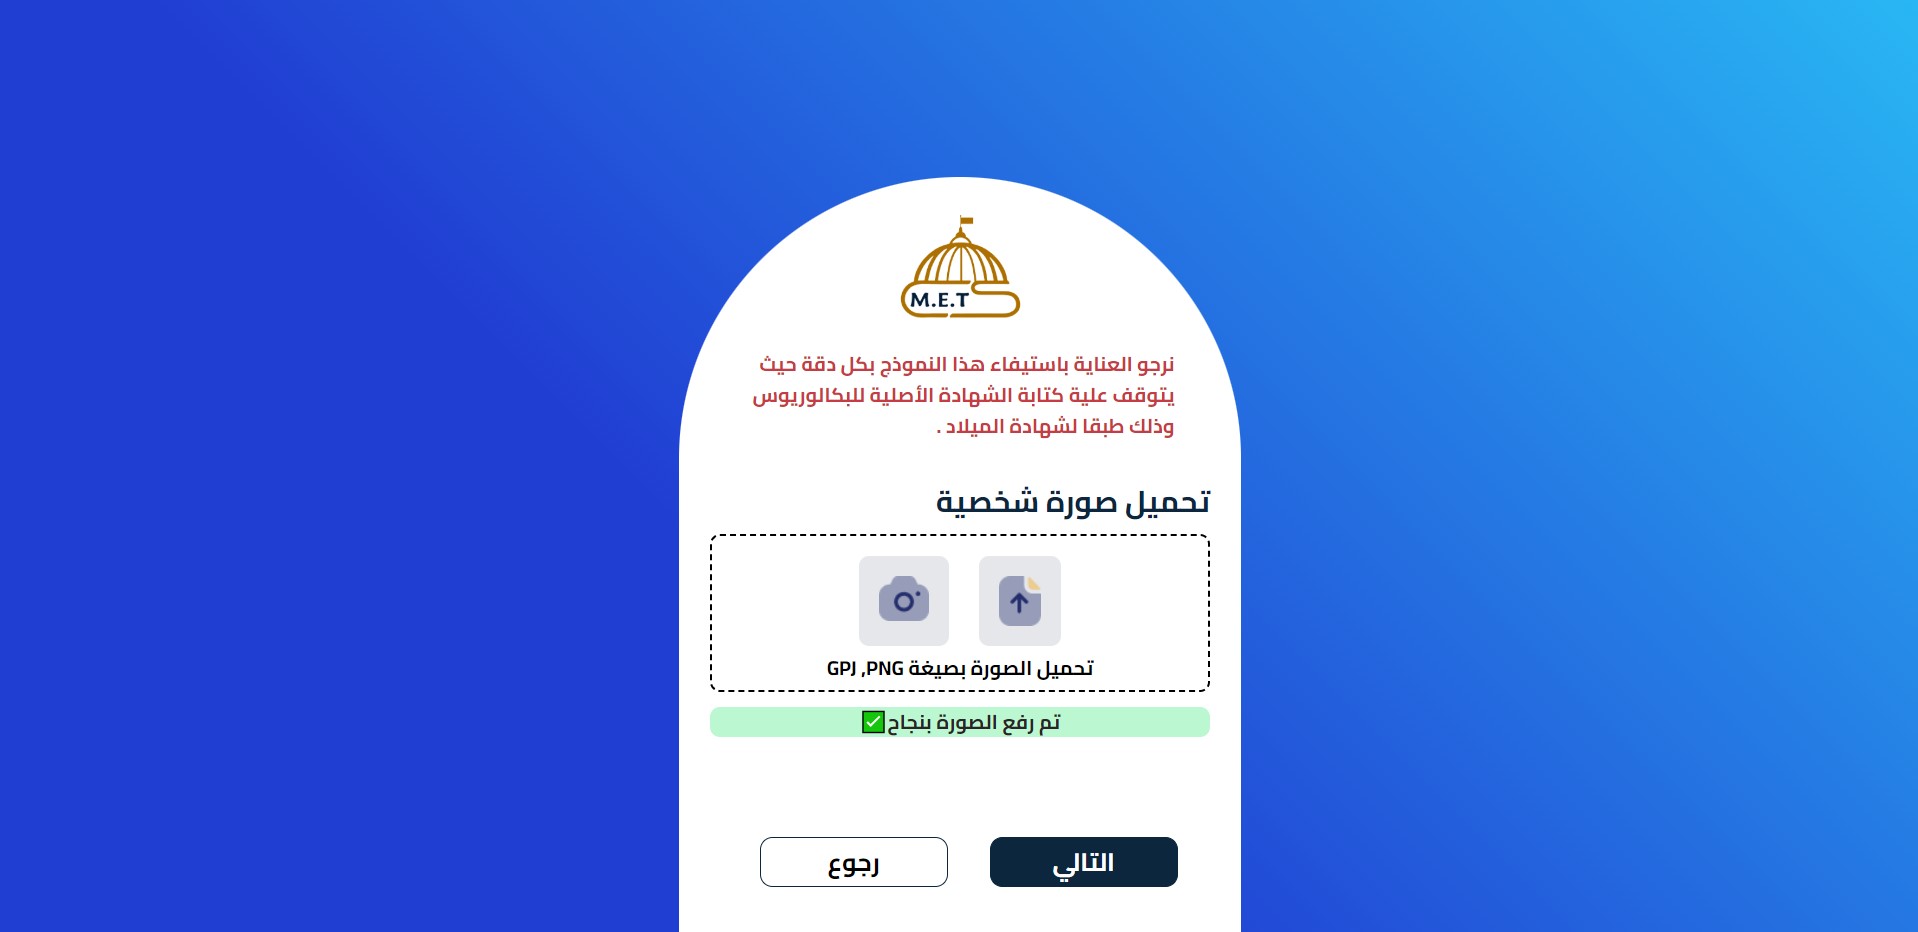 M.E.T
نرجو العناية باستيفاء هذا النموذج بكل دقة حيث
يتوقف علية كتابة الشهادة الأصلية للبكالوريوس
وذلك طبقا لشهادة الميلاد .
تحميل صورة شخصية
تحميل الصورة بصيغة GPJ ,PNG
تم رفع الصورة بنجاح ✅
التالي
رجوع